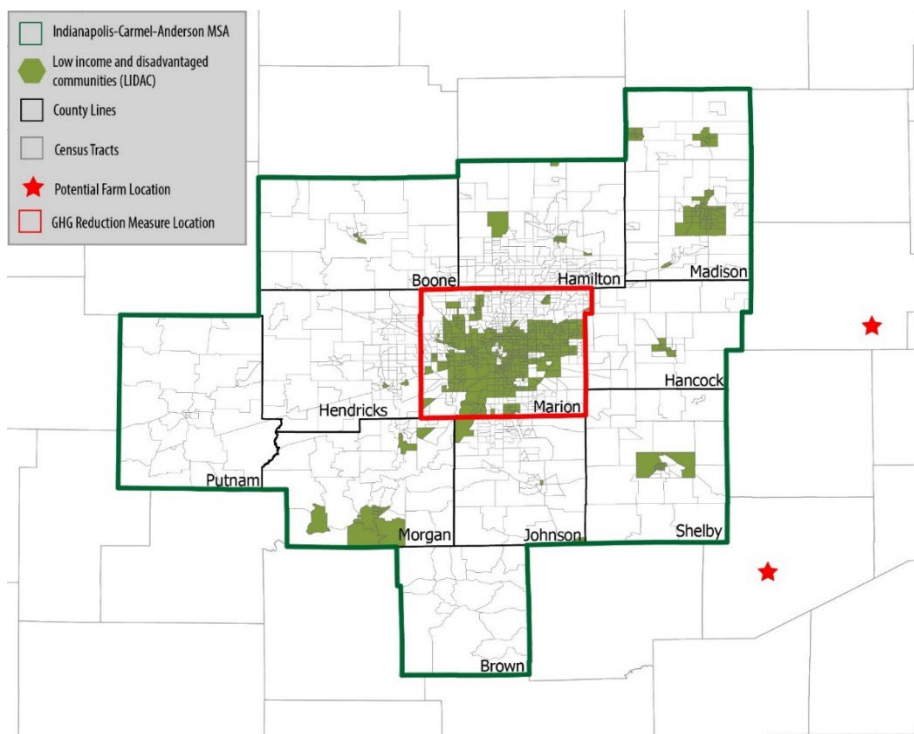 Indianapolis-Carmel-Anderson MSA
Low income and disadvantaged
communities (LIDAC)
County Lines
Census Tracts
Potential Farm Location
GHG Reduction Measure Location
Boone
Hamilton
Madison
Hendricks
Marion
Hancock
Putnam
Morgan
Johnson
Shelby
Brown